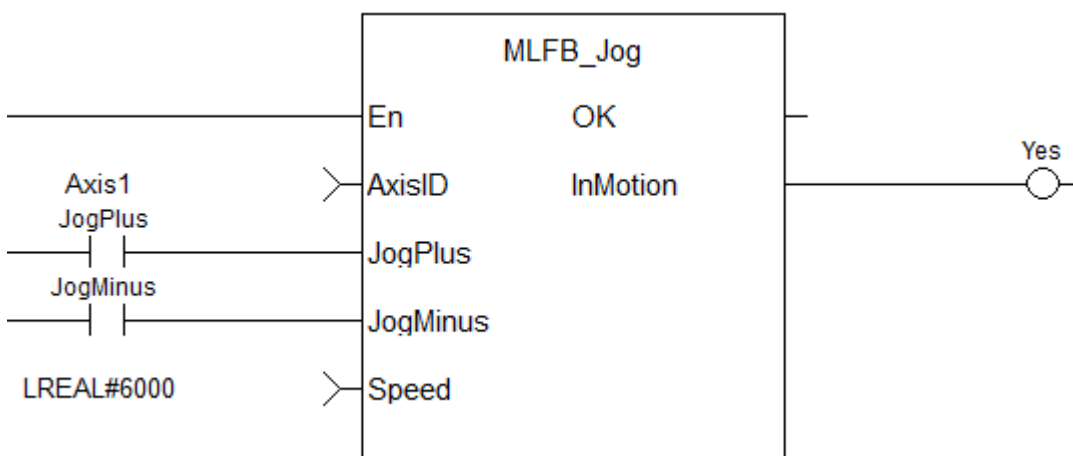 MLFB_Jog
En OK
Yes
Axis1 AxisID InMotion
JogPlus
JogPlus
JogMinus
JogMinus
LREAL#6000 Speed